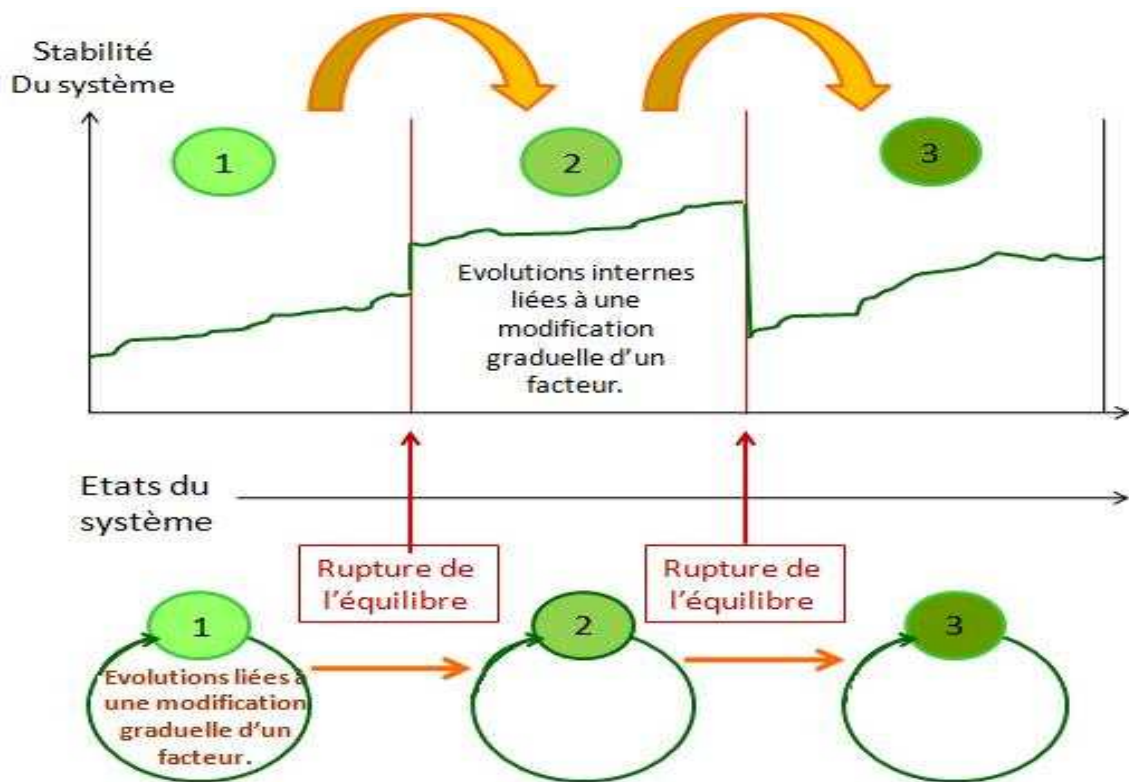 Stabilité
Du système
1
2
3
Evolutions internes
liées à une
modification
graduelle d'un
facteur.
Etats du
système
Rupture de
l'équilibre
Rupture de
l'équilibre
1
2
3
Evolutions liées à
une modification
graduelle d'un
facteur.